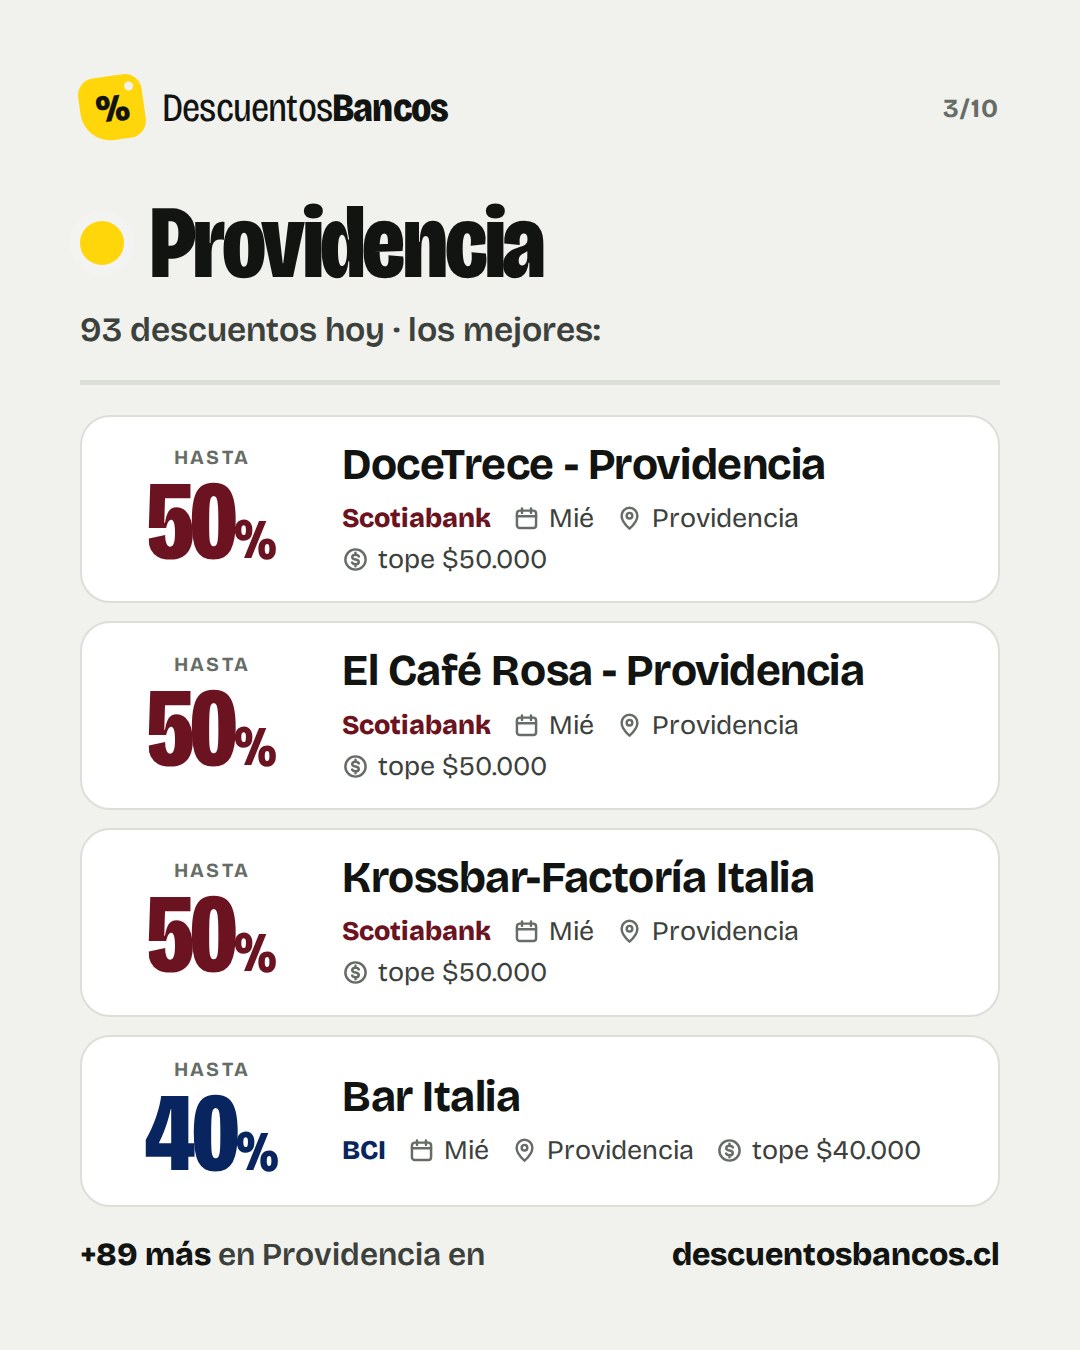 % DescuentosBancos
3/10
Providencia
93 descuentos hoy · los mejores:
HASTA
50%
DoceTrece - Providencia
Scotiabank Mié Providencia
tope $50.000
HASTA
50%
El Café Rosa - Providencia
Scotiabank Mié Providencia
tope $50.000
HASTA
50%
Krossbar-Factoría Italia
Scotiabank Mié Providencia
tope $50.000
HASTA
40%
Bar Italia
BCI Mié Providencia tope $40.000
+89 más en Providencia en
descuentosbancos.cl